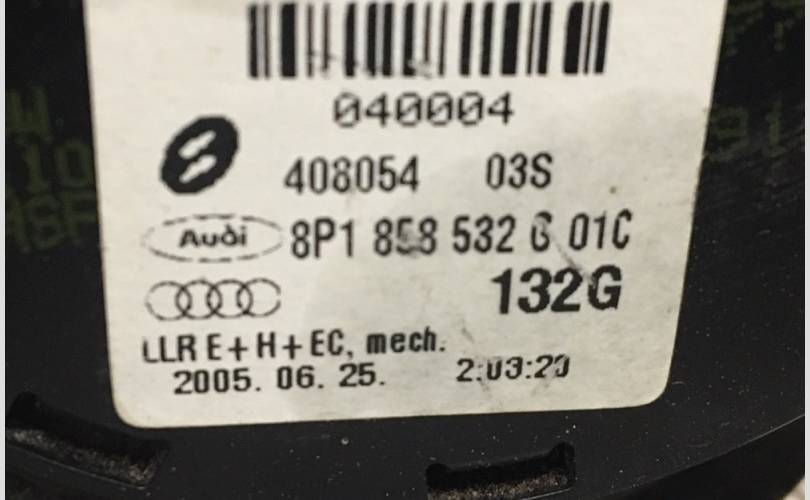 040004
408054 03S
Audi 8P1 858 532 G 01C
132G
LLR E+H+EC, mech.
2005. 06. 25. 2:03:20